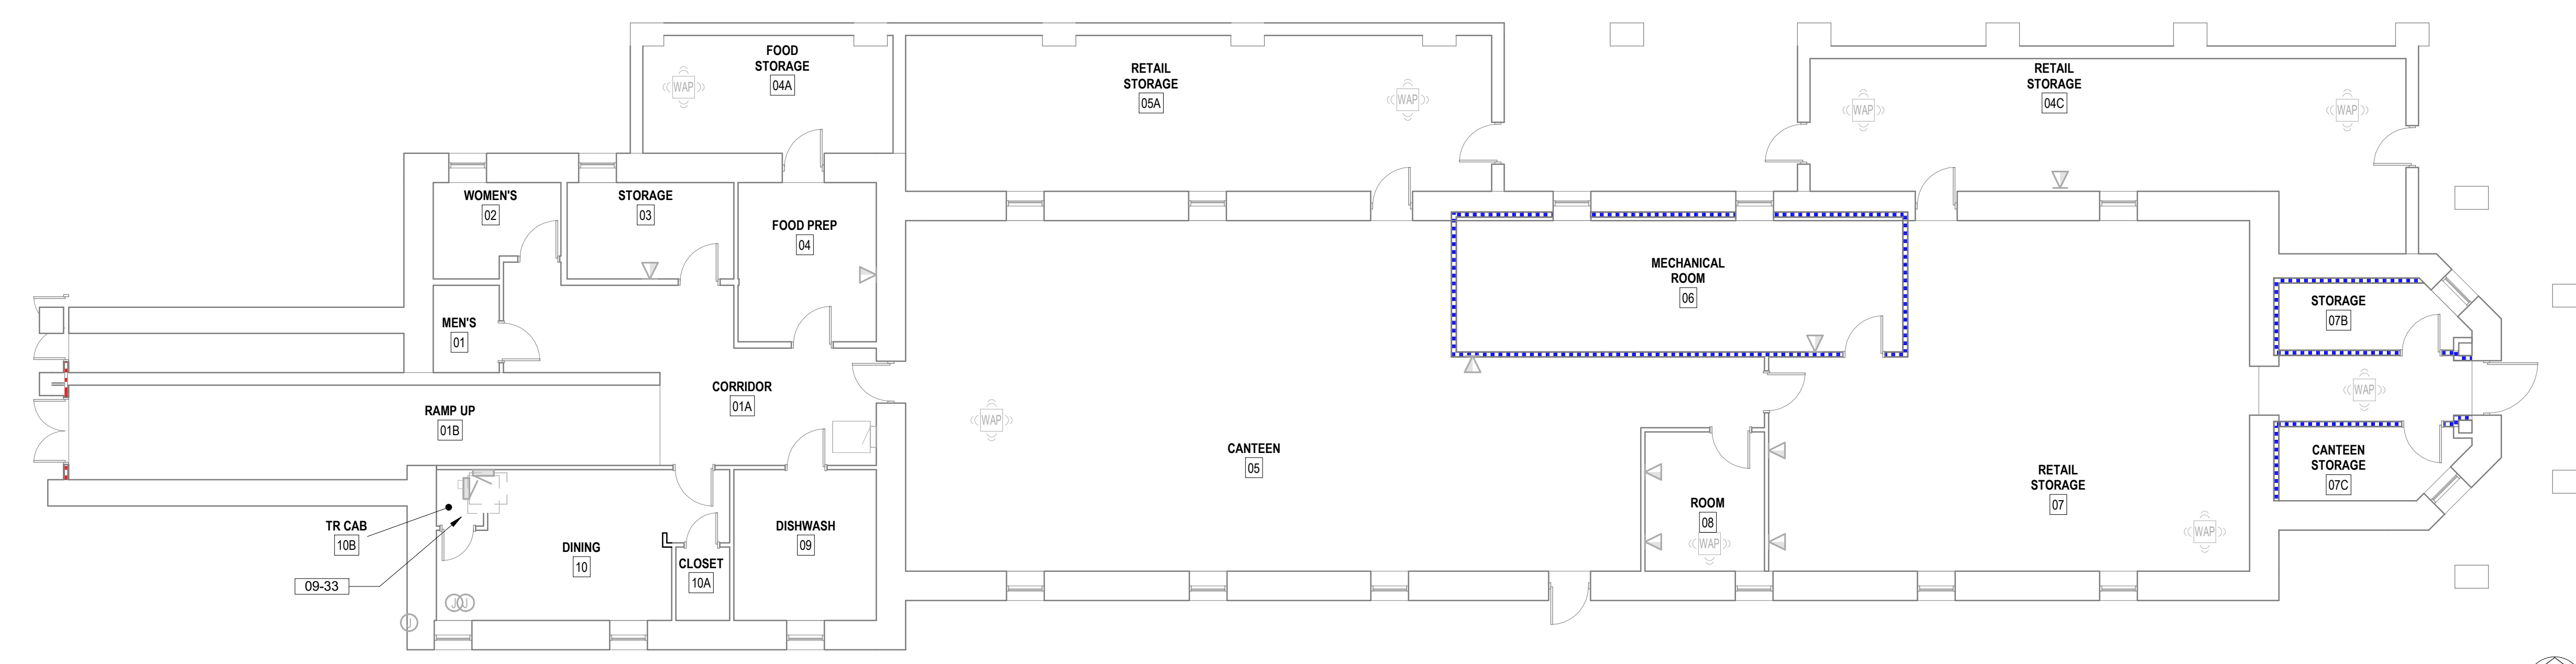 FOOD
STORAGE
04A
WAP
RETAIL
STORAGE
05A
WAP
RETAIL
STORAGE
04C
WAP
WAP
WOMEN'S
02
STORAGE
03
FOOD PREP
04
MECHANICAL
ROOM
06
STORAGE
07B
MEN'S
01
CORRIDOR
01A
RAMP UP
01B
WAP
WAP
CANTEEN
05
CANTEEN
STORAGE
07C
RETAIL
STORAGE
07
ROOM
08
WAP
WAP
TR CAB
10B
DINING
10
DISHWASH
09
CLOSET
10A
09-33
J
J
J